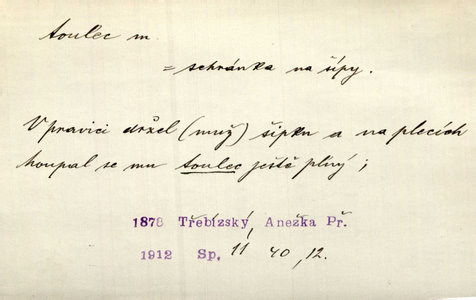 toulec m.
= schránka na šípy.
V pravici držel (muž) šipku a na plecích
houpal se mu toulec ještě plný;
1878 Třebízský, Anežka Př.
1912 Sp. 11, 40, 12.